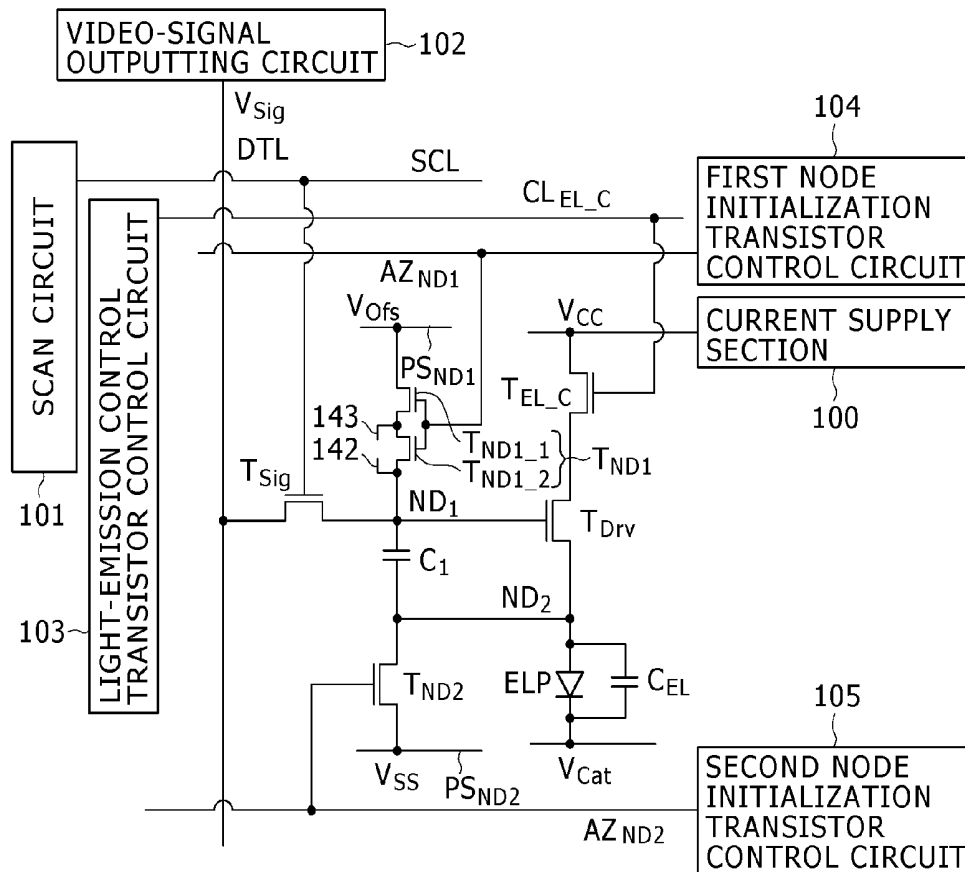 VIDEO-SIGNAL
OUTPUTTING CIRCUIT
102
V_Sig
DTL
SCL
104
FIRST NODE
INITIALIZATION
TRANSISTOR
CONTROL CIRCUIT
CL_EL_C
AZ_ND1
SCAN CIRCUIT
101
LIGHT-EMISSION CONTROL
TRANSISTOR CONTROL CIRCUIT
103
V_Ofs
PS_ND1
V_CC
CURRENT SUPPLY
SECTION
100
T_EL_C
143
142
T_ND1_1
T_ND1_2
T_ND1
T_Sig
ND_1
T_Drv
C_1
ND_2
T_ND2
ELP
C_EL
V_SS
PS_ND2
V_Cat
105
SECOND NODE
INITIALIZATION
TRANSISTOR
CONTROL CIRCUIT
AZ_ND2